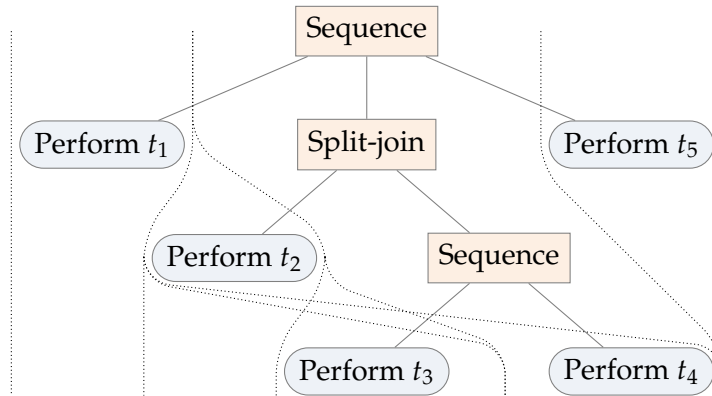 Sequence
Perform t₁
Split-join
Perform t₅
Perform t₂
Sequence
Perform t₃
Perform t₄